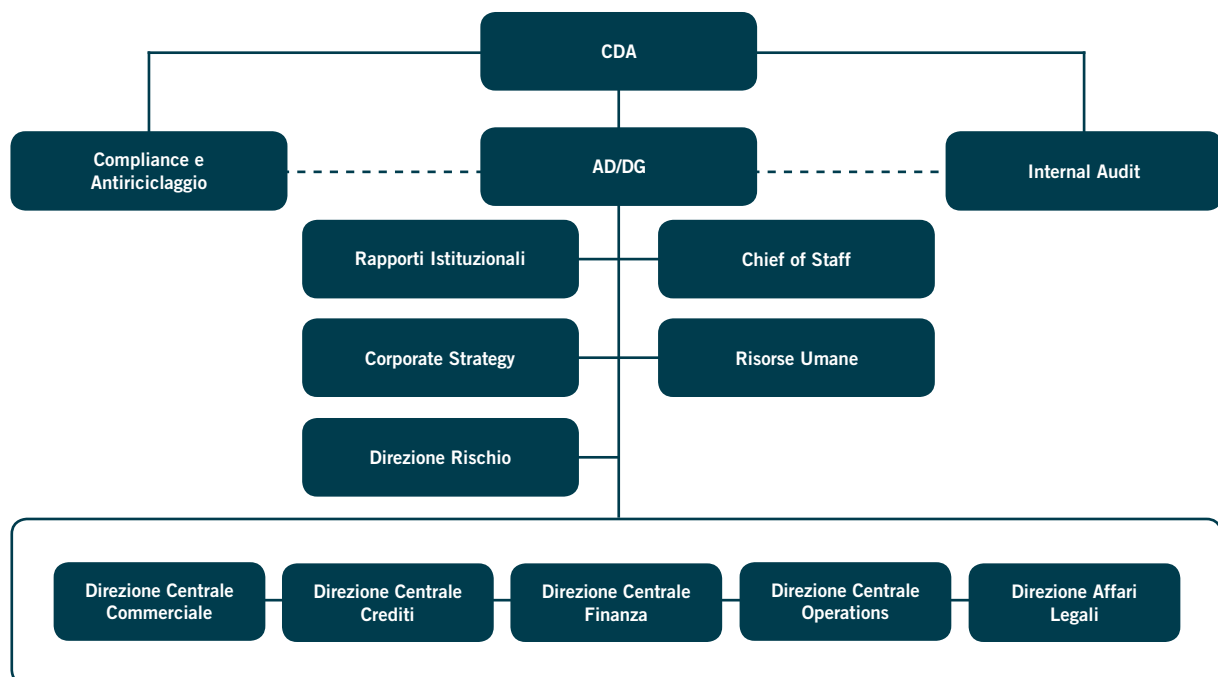 CDA
Compliance e
Antiriciclaggio
AD/DG
Internal Audit
Rapporti Istituzionali
Chief of Staff
Corporate Strategy
Risorse Umane
Direzione Rischio
Direzione Centrale
Commerciale
Direzione Centrale
Crediti
Direzione Centrale
Finanza
Direzione Centrale
Operations
Direzione Affari
Legali